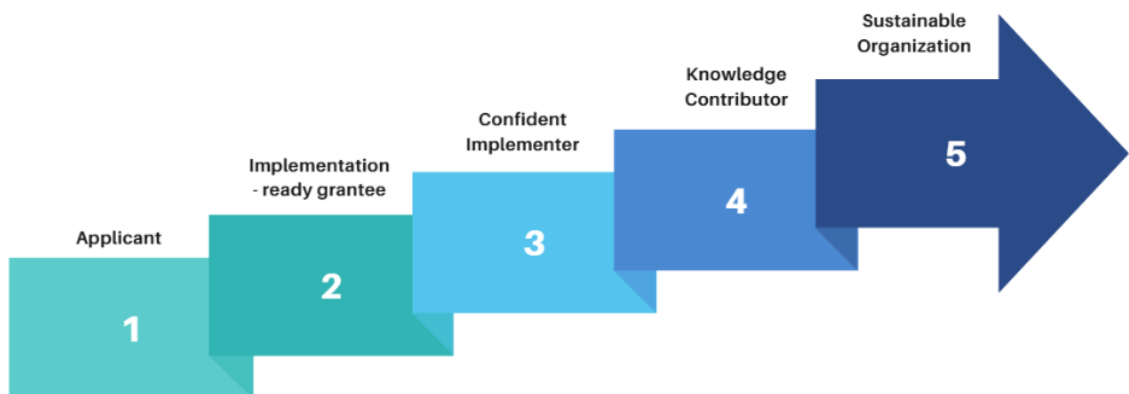 Applicant
1
Implementation
- ready grantee
2
Confident
Implementer
3
Knowledge
Contributor
4
Sustainable
Organization
5